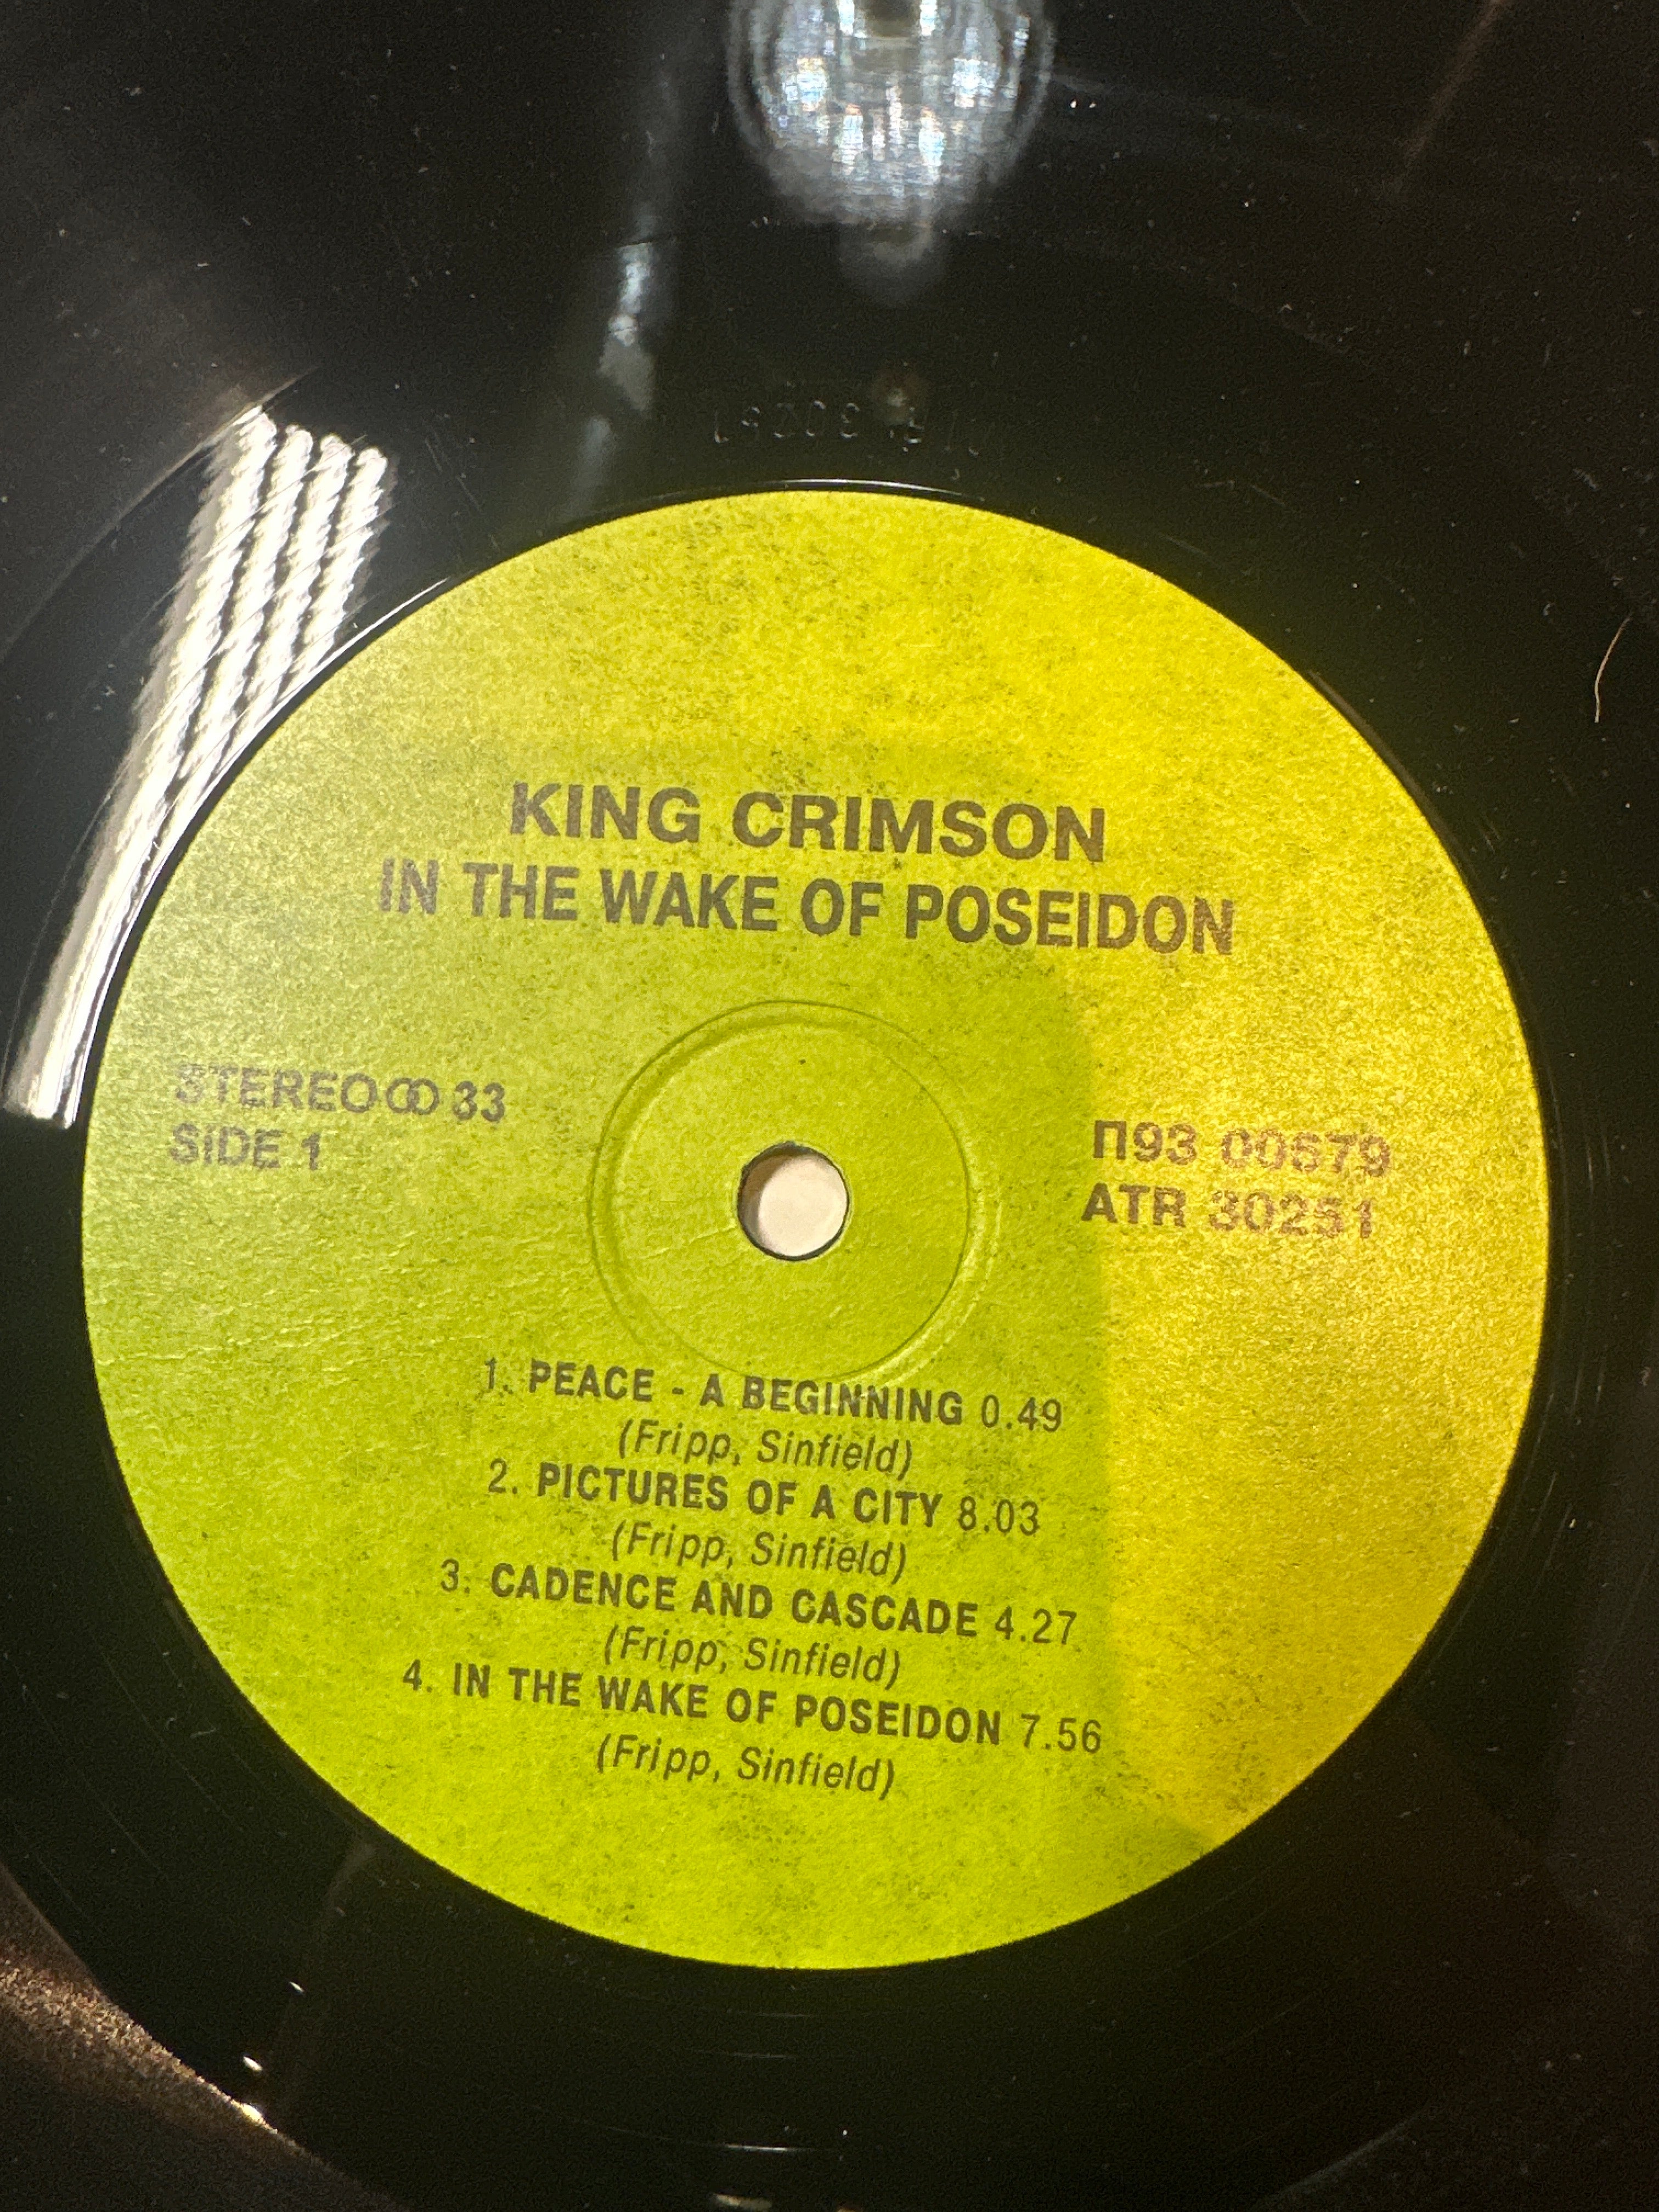 KING CRIMSON
IN THE WAKE OF POSEIDON
STEREO 33
SIDE 1
П93 00579
ATR 30251
1. PEACE - A BEGINNING 0.49
(Fripp, Sinfield)
2. PICTURES OF A CITY 8.03
(Fripp, Sinfield)
3. CADENCE AND CASCADE 4.27
(Fripp, Sinfield)
4. IN THE WAKE OF POSEIDON 7.56
(Fripp, Sinfield)